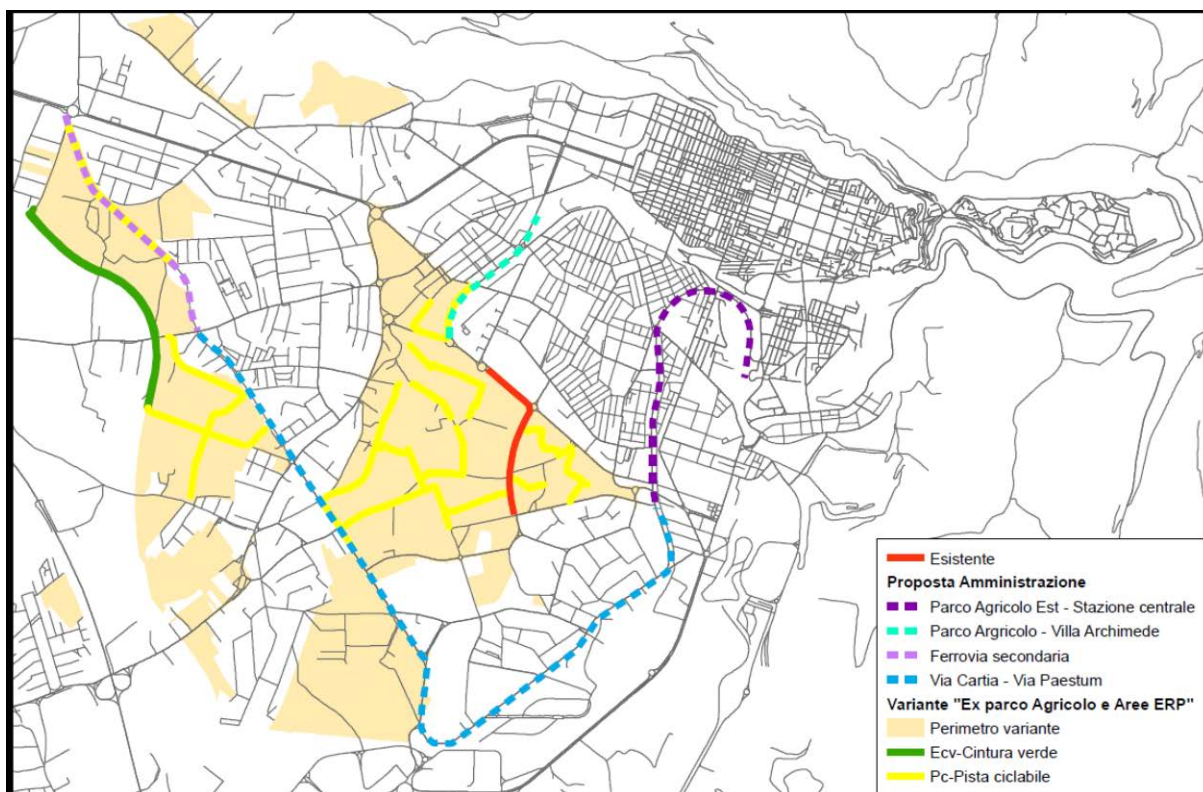 Esistente
Proposta Amministrazione
Parco Agricolo Est - Stazione centrale
Parco Argricolo - Villa Archimede
Ferrovia secondaria
Via Cartia - Via Paestum
Variante "Ex parco Agricolo e Aree ERP"
Perimetro variante
Ecv-Cintura verde
Pc-Pista ciclabile